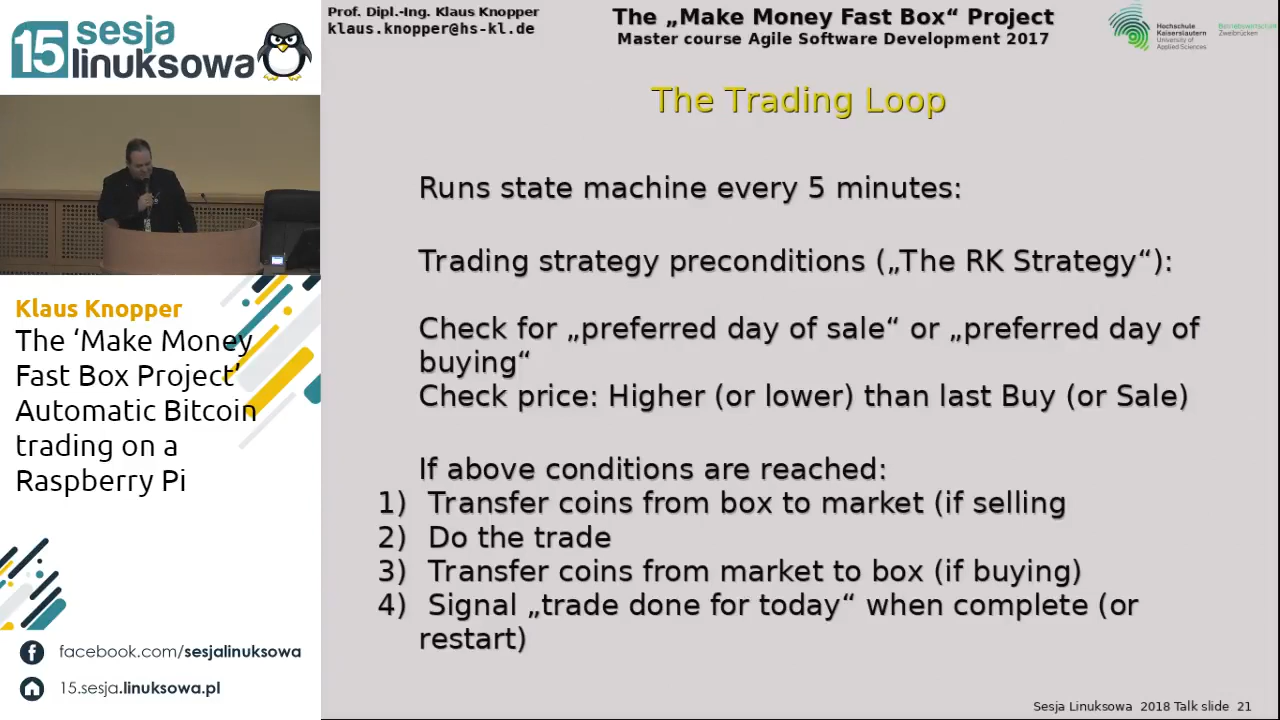 15 sesja
linuksowa
Klaus Knopper
The ‘Make Money
Fast Box Project’
Automatic Bitcoin
trading on a
Raspberry Pi
facebook.com/sesjalinuksowa
15.sesja.linuksowa.pl
Prof. Dipl.-Ing. Klaus Knopper
klaus.knopper@hs-kl.de
The „Make Money Fast Box“ Project
Master course Agile Software Development 2017
Hochschule
Kaiserslautern
University of
Applied Sciences
Betriebswirtschaft
Zweibrücken
The Trading Loop
Runs state machine every 5 minutes:
Trading strategy preconditions („The RK Strategy“):
Check for „preferred day of sale“ or „preferred day of
buying“
Check price: Higher (or lower) than last Buy (or Sale)
If above conditions are reached:
1) Transfer coins from box to market (if selling
2) Do the trade
3) Transfer coins from market to box (if buying)
4) Signal „trade done for today“ when complete (or
restart)
Sesja Linuksowa 2018 Talk slide 21